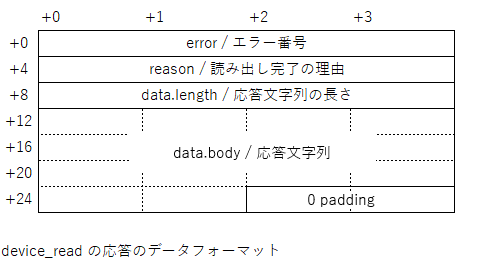 +0 +1 +2 +3
+0 error / エラー番号
+4 reason / 読み出し完了の理由
+8 data.length / 応答文字列の長さ
+12
+16 data.body / 応答文字列
+20
+24 0 padding
device_read の応答のデータフォーマット